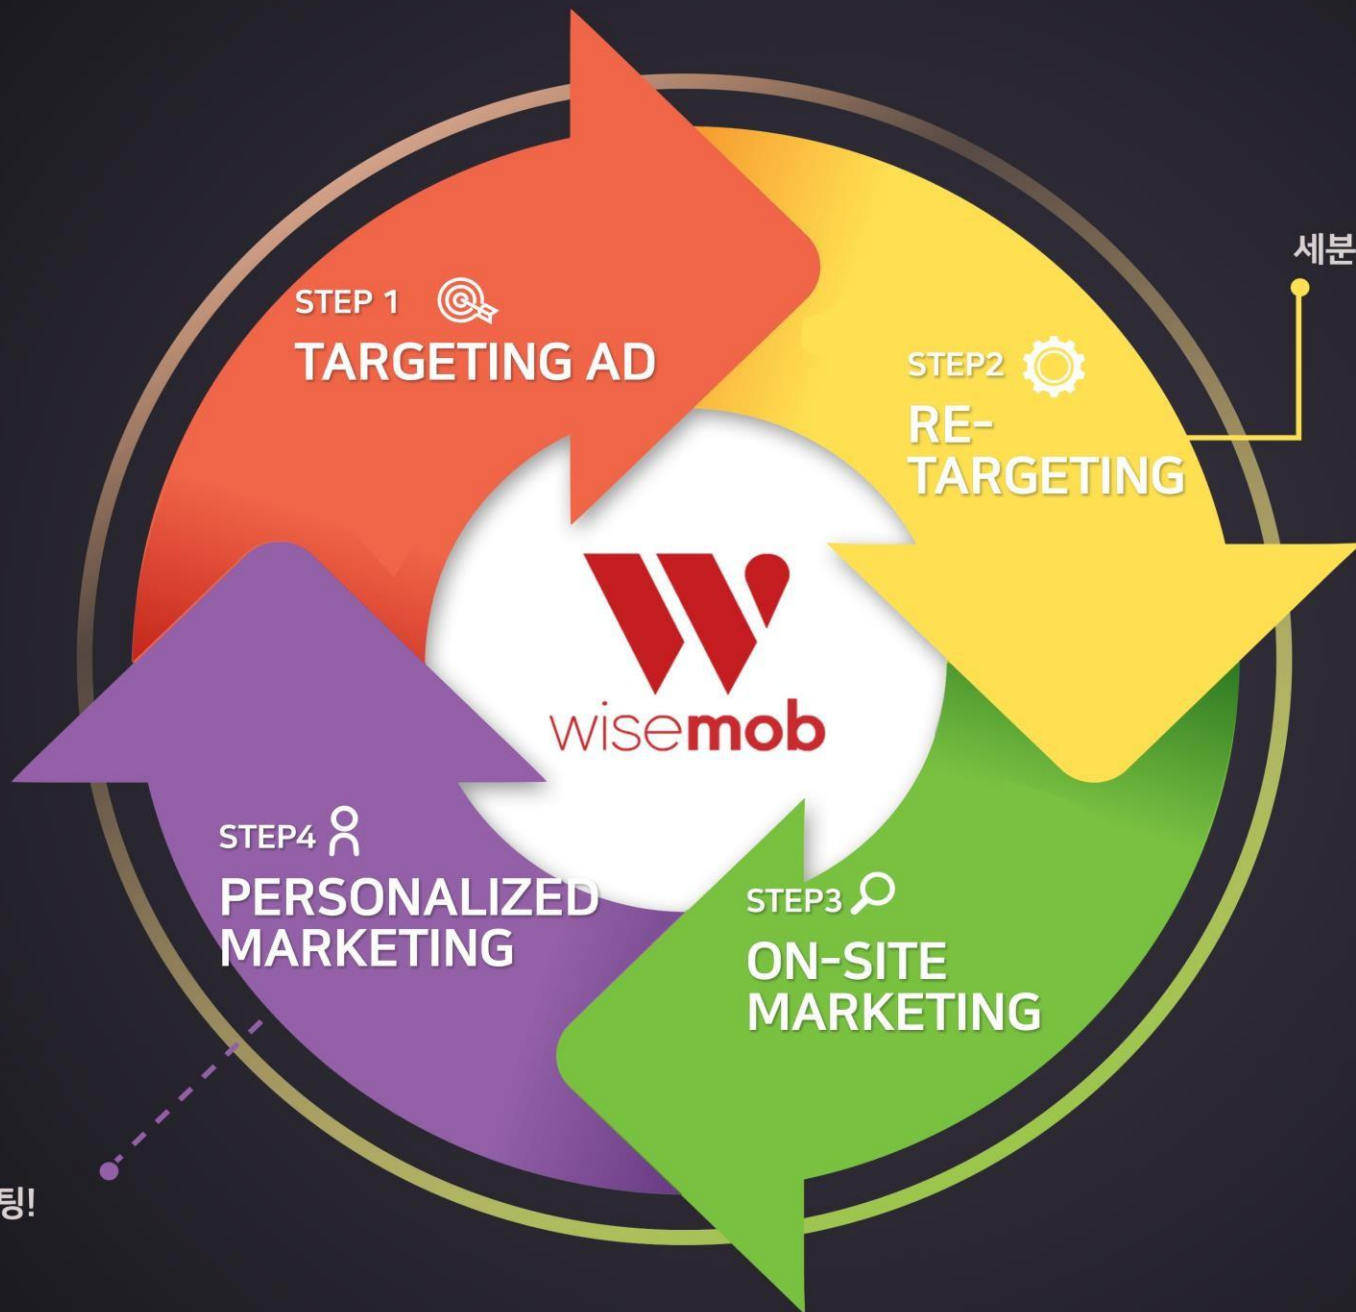 STEP 1
TARGETING AD
세분
STEP2
RE-
TARGETING
wisemob
STEP4
PERSONALIZED
MARKETING
STEP3
ON-SITE
MARKETING
팅!